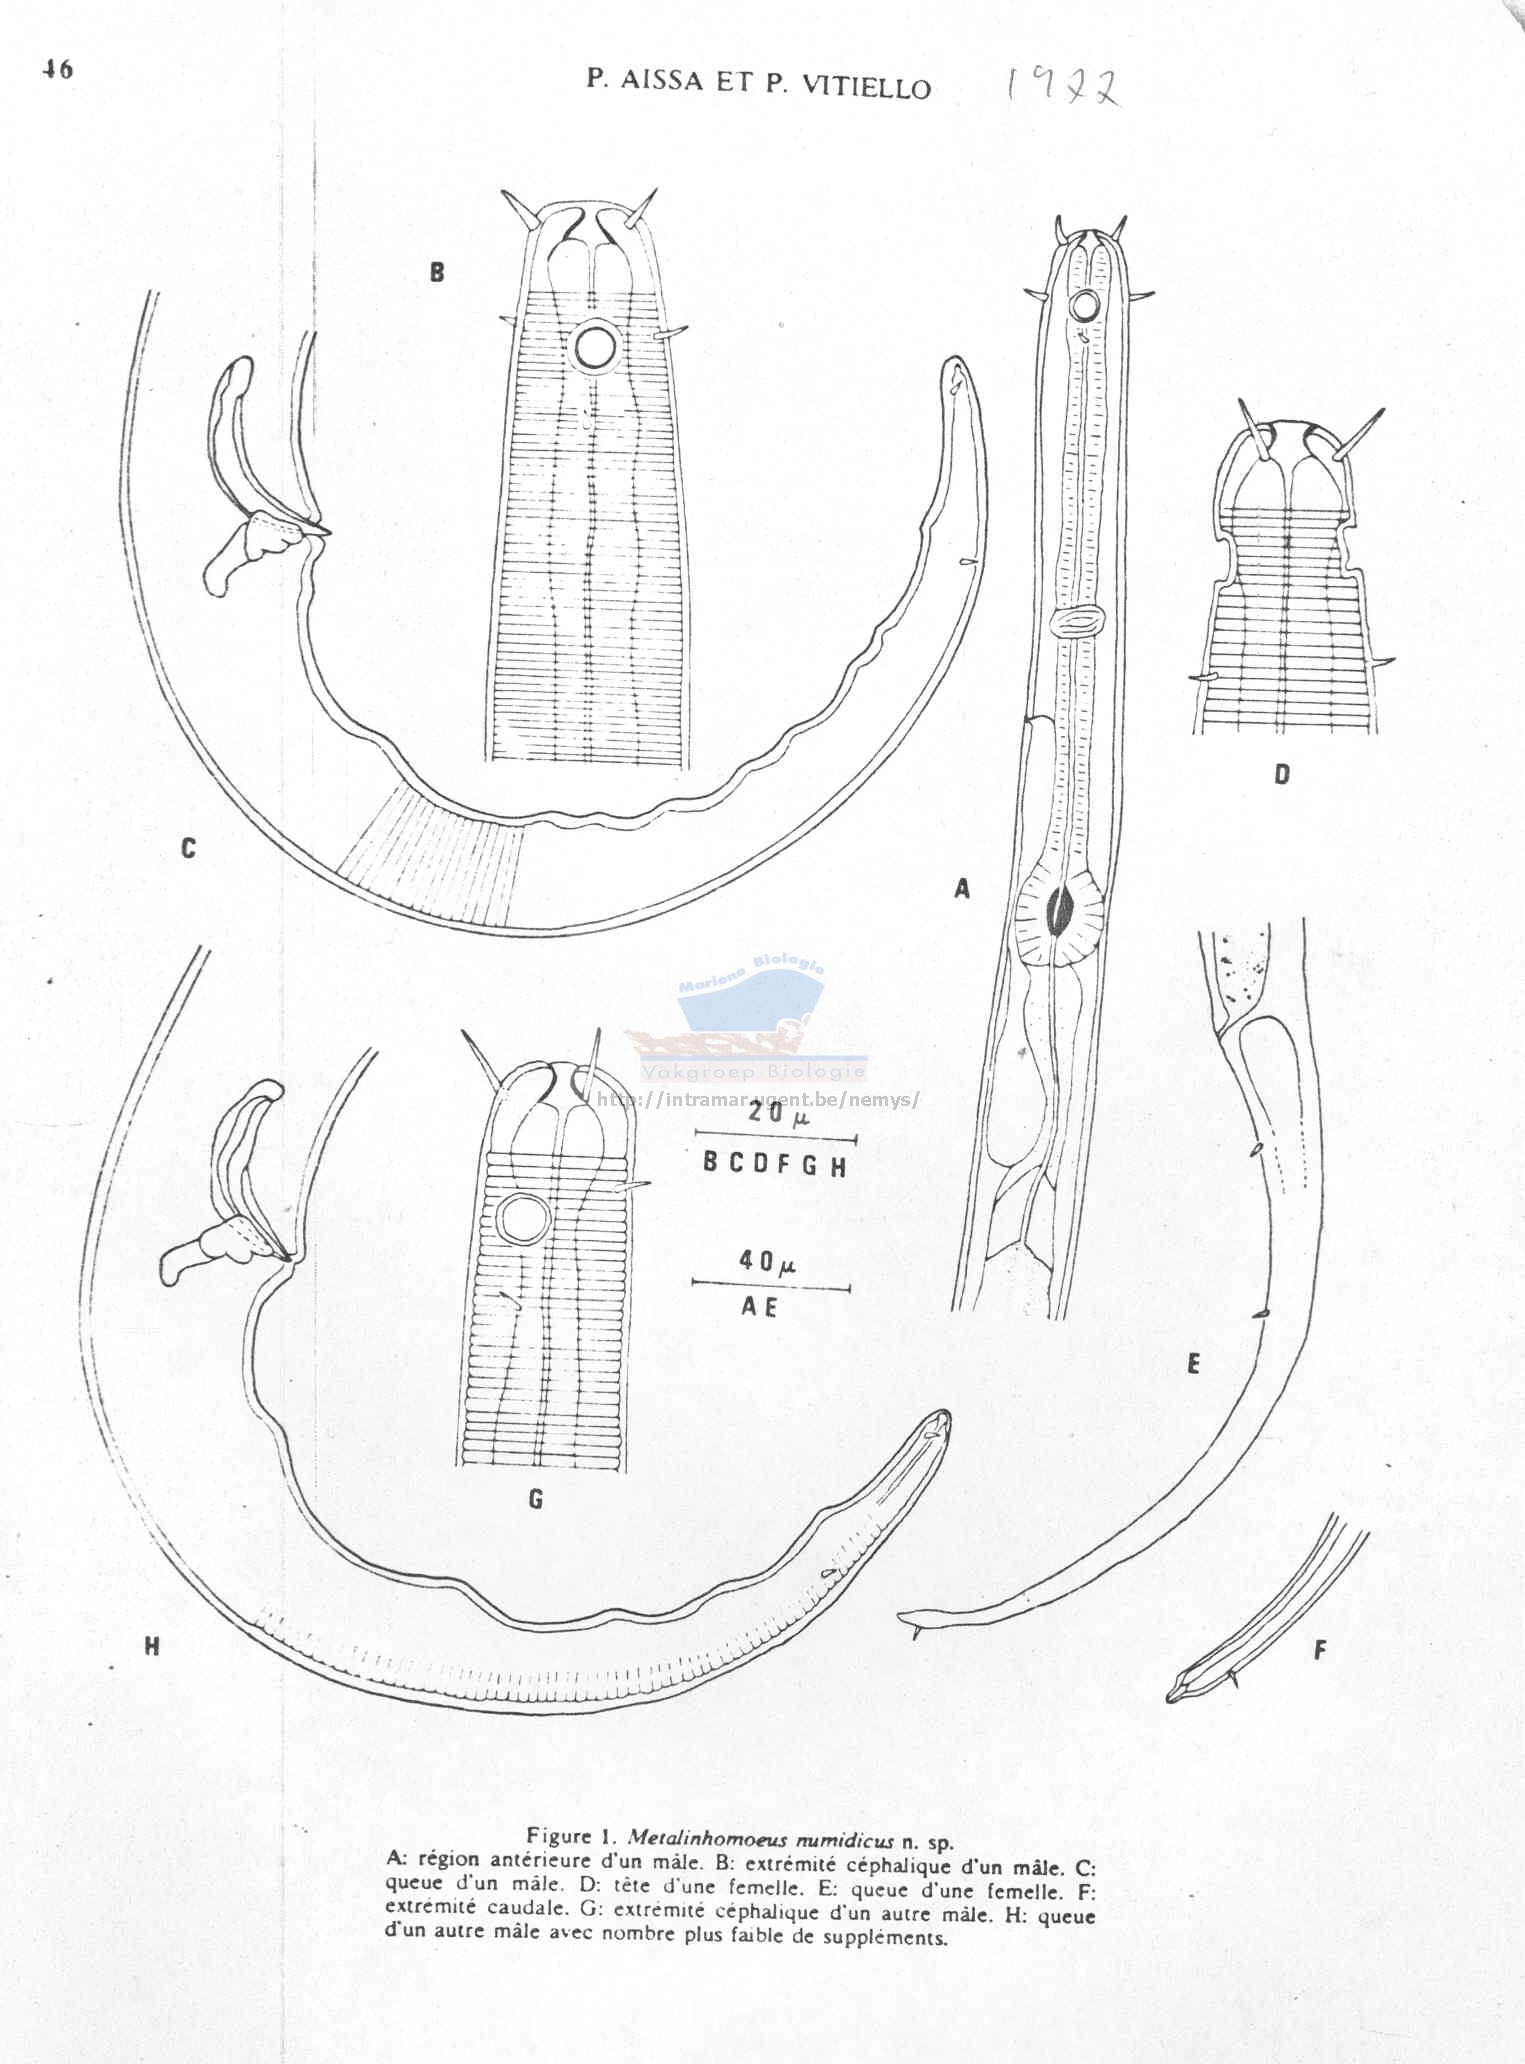 46
P. AISSA ET P. VITIELLO 1977
B
C
A
D
Mariene Biologie
Vakgroep Biologie
http://intramar.ugent.be/nemys/
20 µ
B C D F G H
40 µ
A E
E
G
H
F
Figure 1. Metalinhomoeus numidicus n. sp.
A: région antérieure d'un mâle. B: extrémité céphalique d'un mâle. C:
queue d'un mâle. D: tête d'une femelle. E: queue d'une femelle. F:
extrémité caudale. G: extrémité céphalique d'un autre mâle. H: queue
d'un autre mâle avec nombre plus faible de suppléments.